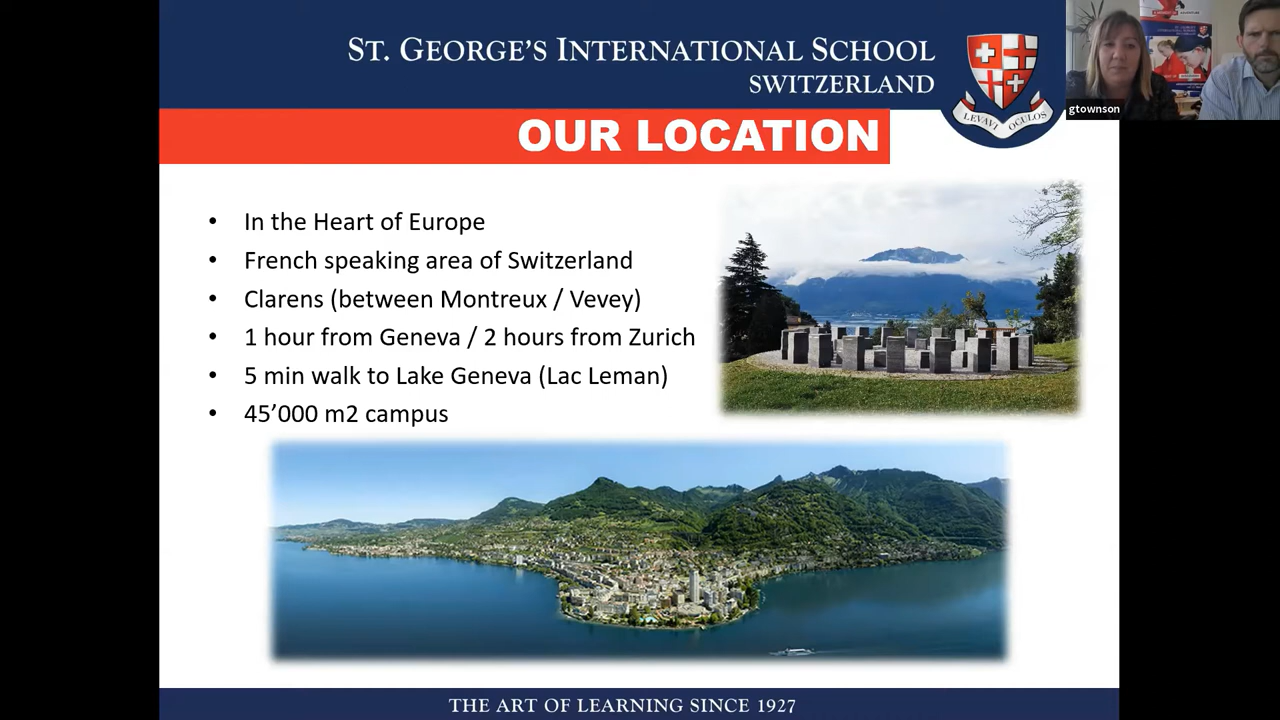 ST. GEORGE'S INTERNATIONAL SCHOOL
SWITZERLAND
LEVAVI OCULOS
gtownson
OUR LOCATION
• In the Heart of Europe
• French speaking area of Switzerland
• Clarens (between Montreux / Vevey)
• 1 hour from Geneva / 2 hours from Zurich
• 5 min walk to Lake Geneva (Lac Leman)
• 45’000 m2 campus
THE ART OF LEARNING SINCE 1927